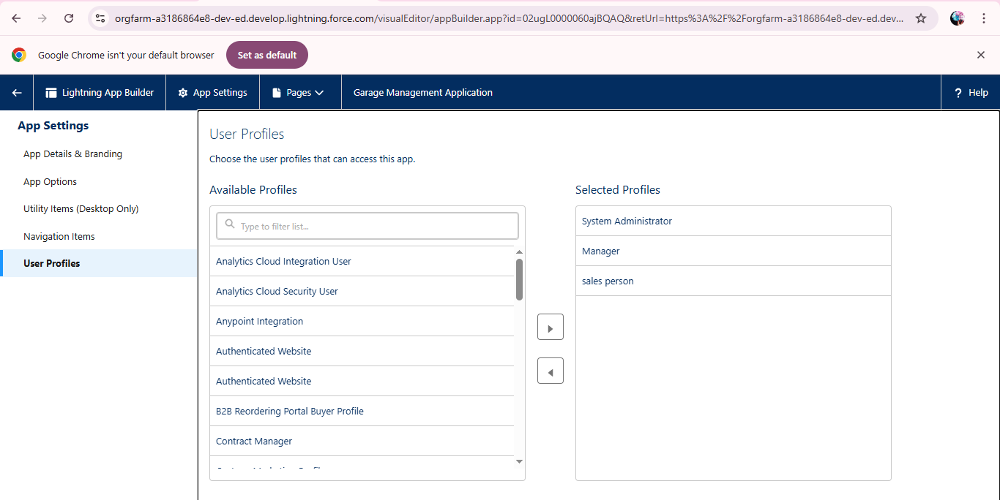 orgfarm-a3186864e8-dev-ed.develop.lightning.force.com/visualEditor/appBuilder.app?id=02ugL0000060ajBQAQ&retUrl=https%3A%2F%2Forgfarm-a3186864e8-dev-ed.dev...
Google Chrome isn't your default browser Set as default
Lightning App Builder App Settings Pages Garage Management Application ? Help
App Settings
App Details & Branding
App Options
Utility Items (Desktop Only)
Navigation Items
User Profiles
User Profiles
Choose the user profiles that can access this app.
Available Profiles
Type to filter list...
Analytics Cloud Integration User
Analytics Cloud Security User
Anypoint Integration
Authenticated Website
Authenticated Website
B2B Reordering Portal Buyer Profile
Contract Manager
Selected Profiles
System Administrator
Manager
sales person